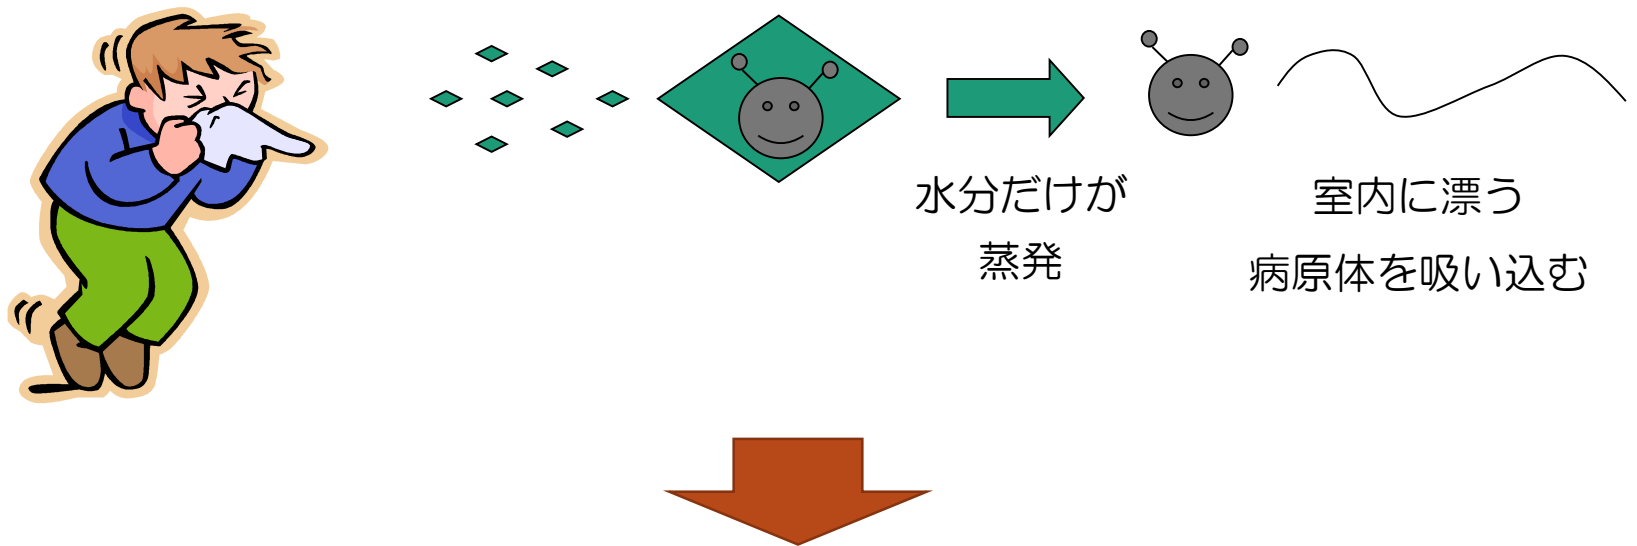 水分だけが
蒸発
室内に漂う
病原体を吸い込む